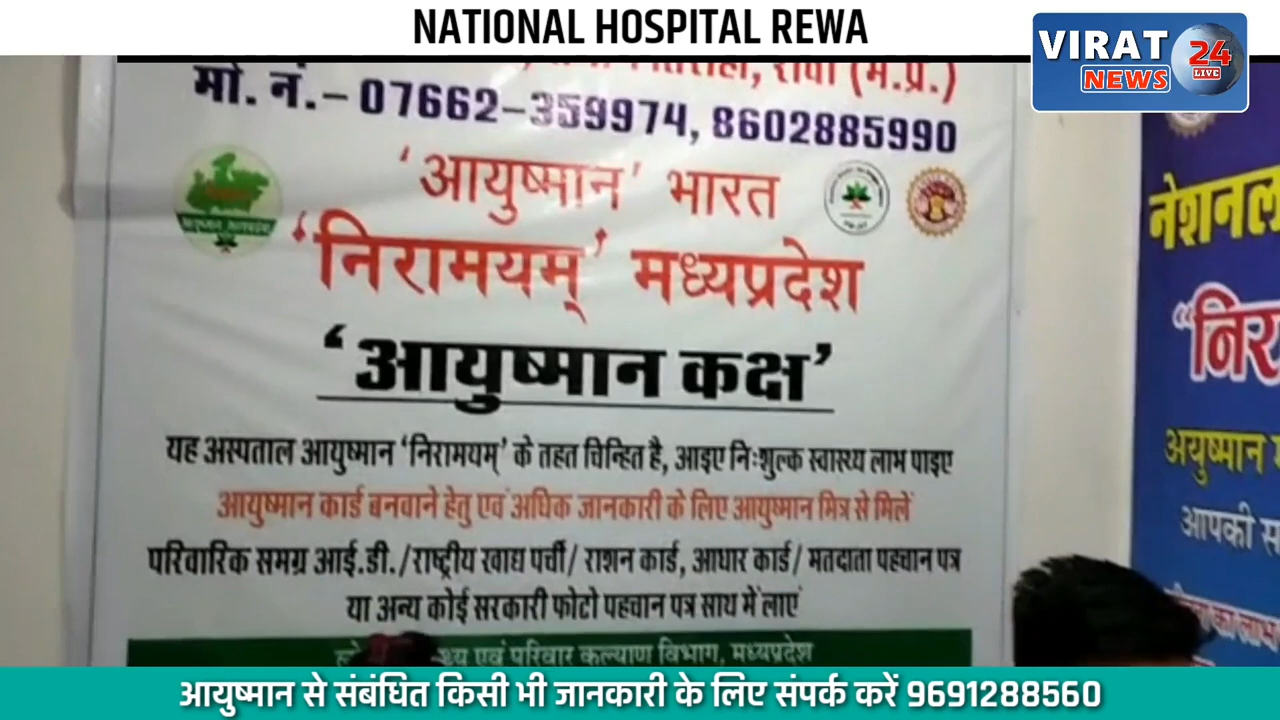 NATIONAL HOSPITAL REWA
VIRAT
NEWS
24
LIVE
रीवा (म.प्र.)
मो. नं.– 07662–359974, 8602885990
‘आयुष्मान’ भारत
‘निरामयम्’ मध्यप्रदेश
‘आयुष्मान कक्ष’
यह अस्पताल आयुष्मान ‘निरामयम्’ के तहत चिन्हित है, आइए निःशुल्क स्वास्थ्य लाभ पाइए
आयुष्मान कार्ड बनवाने हेतु एवं अधिक जानकारी के लिए आयुष्मान मित्र से मिलें
परिवारिक समग्र आई.डी./राष्ट्रीय खाद्य पर्ची/ राशन कार्ड, आधार कार्ड/ मतदाता पहचान पत्र
या अन्य कोई सरकारी फोटो पहचान पत्र साथ में लाएं
एवं परिवार कल्याण विभाग, मध्यप्रदेश
नेशनल
“निरा
अयुष्मान
आपकी
का लाभ
आयुष्मान से संबंधित किसी भी जानकारी के लिए संपर्क करें 9691288560